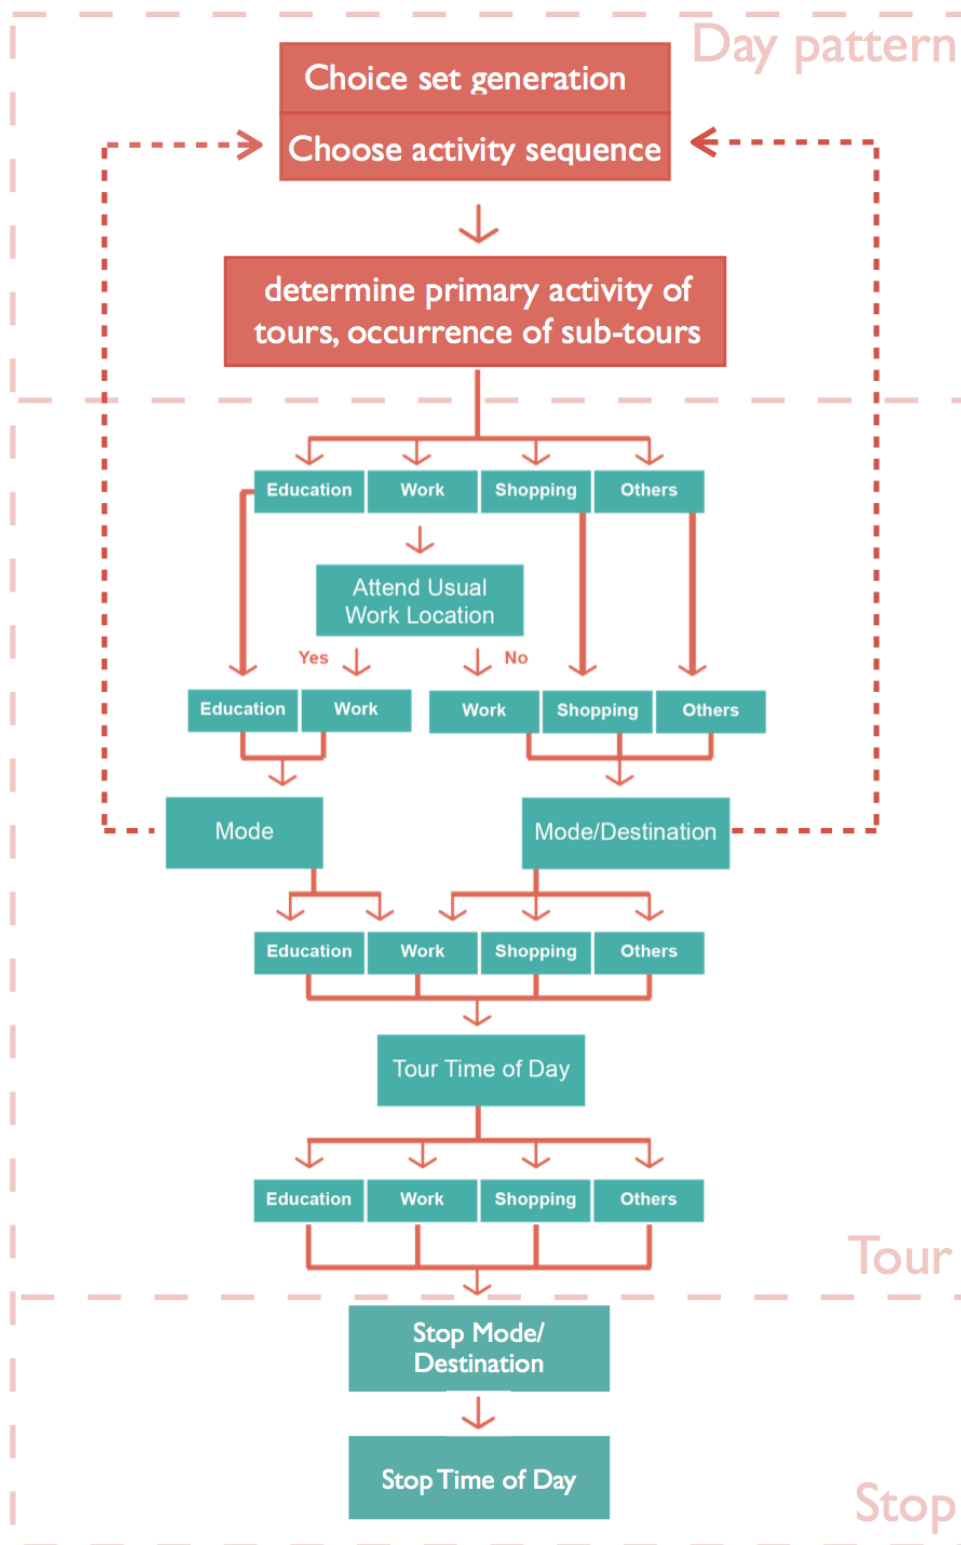 Day pattern
Choice set generation
Choose activity sequence
determine primary activity of
tours, occurrence of sub-tours
Education
Work
Shopping
Others
Attend Usual
Work Location
Yes
No
Education
Work
Work
Shopping
Others
Mode
Mode/Destination
Education
Work
Shopping
Others
Tour Time of Day
Education
Work
Shopping
Others
Tour
Stop Mode/
Destination
Stop Time of Day
Stop